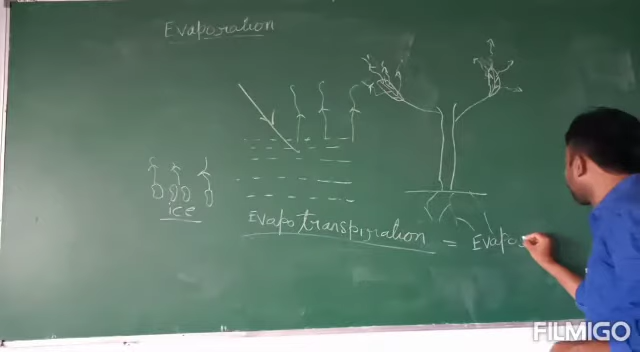 Evaporation
ice
Evapotranspiration = Evapo
FILMIGO